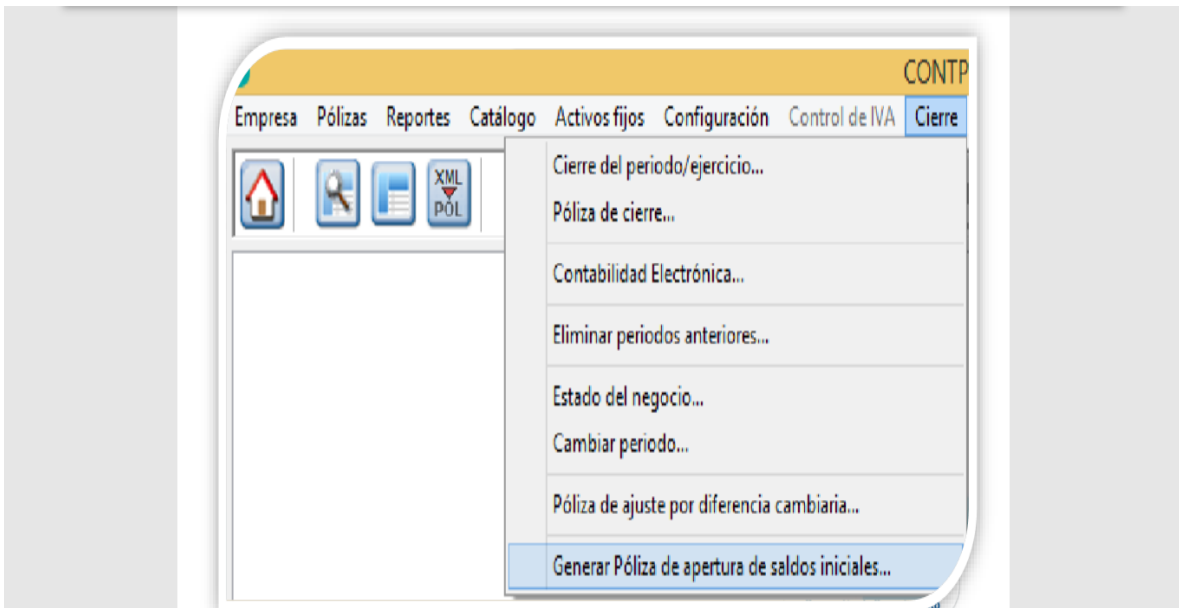 CONTP
Empresa Pólizas Reportes Catálogo Activos fijos Configuración Control de IVA Cierre
XML
POL
Cierre del periodo/ejercicio...
Póliza de cierre...
Contabilidad Electrónica...
Eliminar periodos anteriores...
Estado del negocio...
Cambiar periodo...
Póliza de ajuste por diferencia cambiaria...
Generar Póliza de apertura de saldos iniciales...